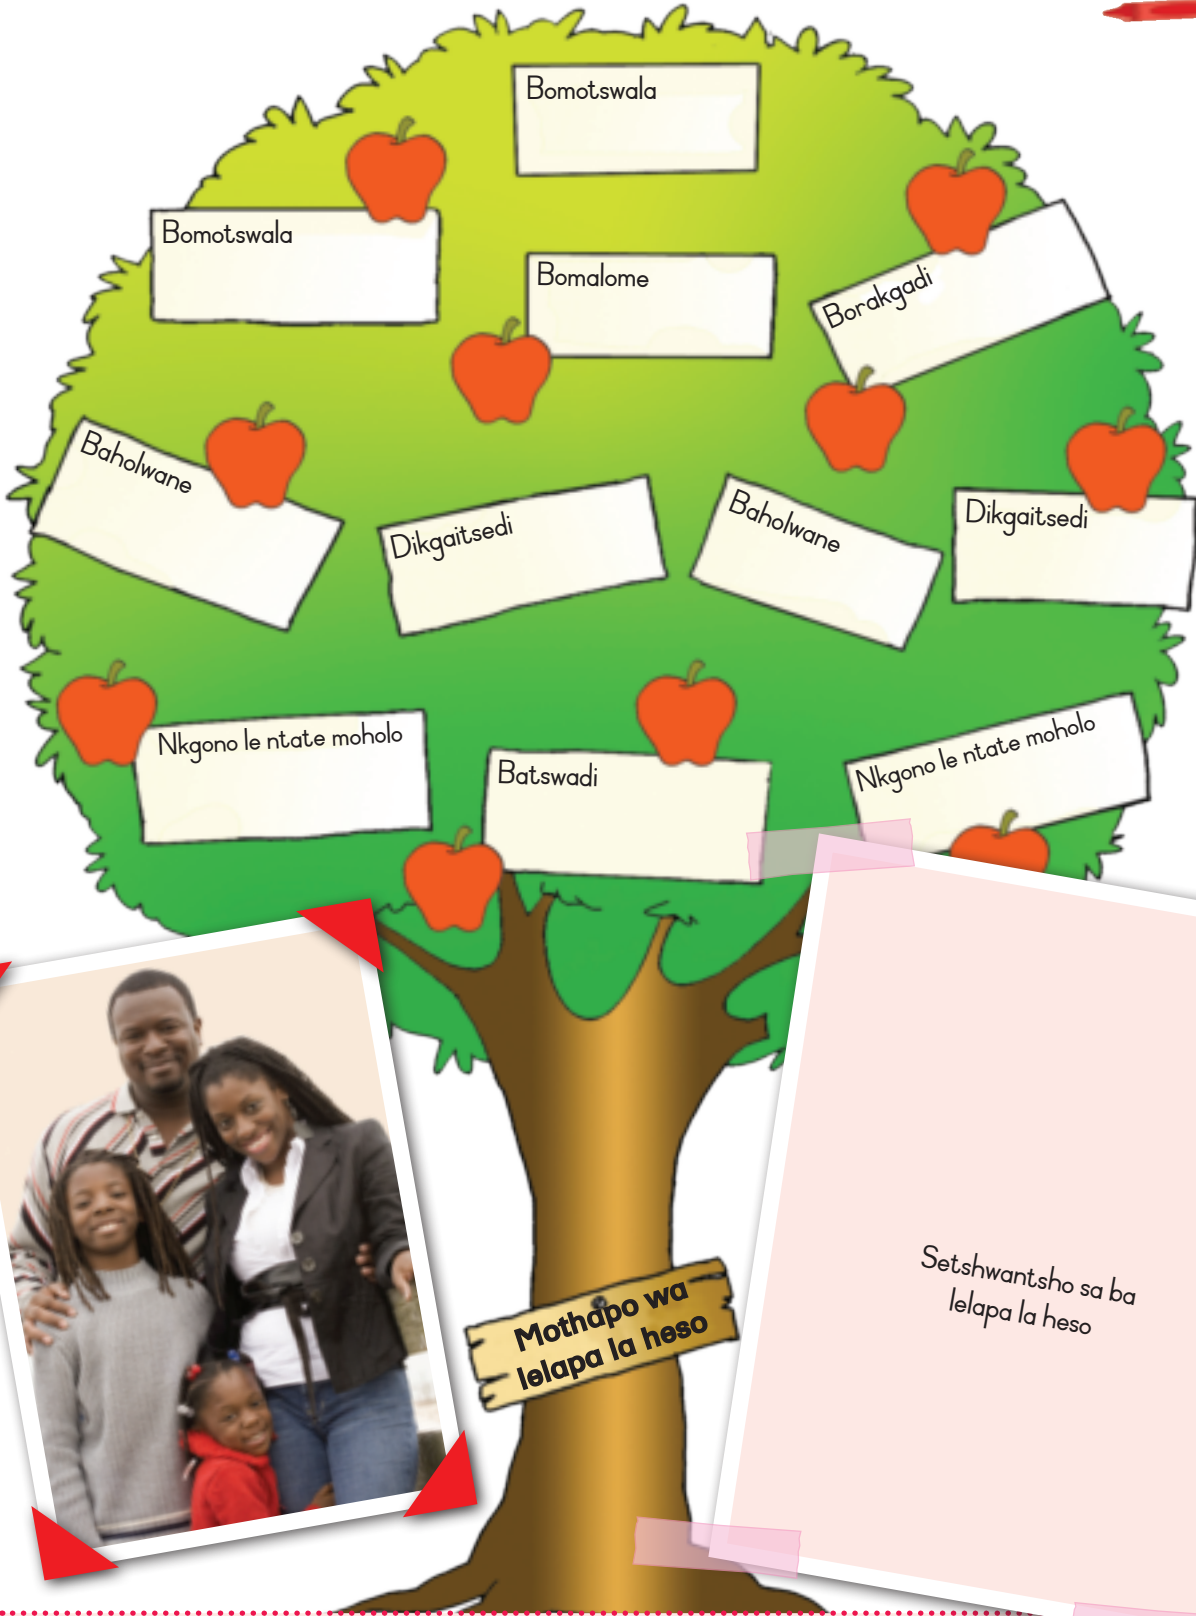 Bomotswala
Bomotswala
Bomalome
Borakgadi
Baholwane
Dikgaitsedi
Baholwane
Dikgaitsedi
Nkgono le ntate moholo
Batswadi
Nkgono le ntate moholo
Mothapo wa
lelapa la heso
Setshwantsho sa ba
lelapa la heso